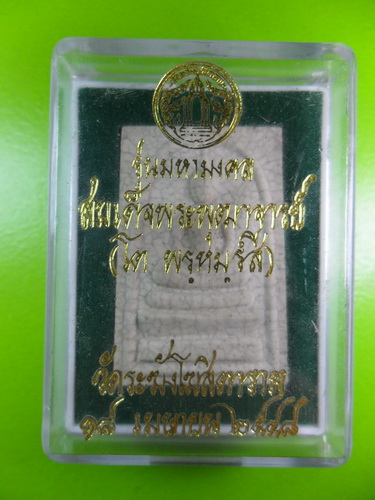 รุ่นมหามงคล
สมเด็จพระพุฒาจารย์
(โต พรหฺมรํสี)
วัดระฆังโฆสิตาราม
เมษายน